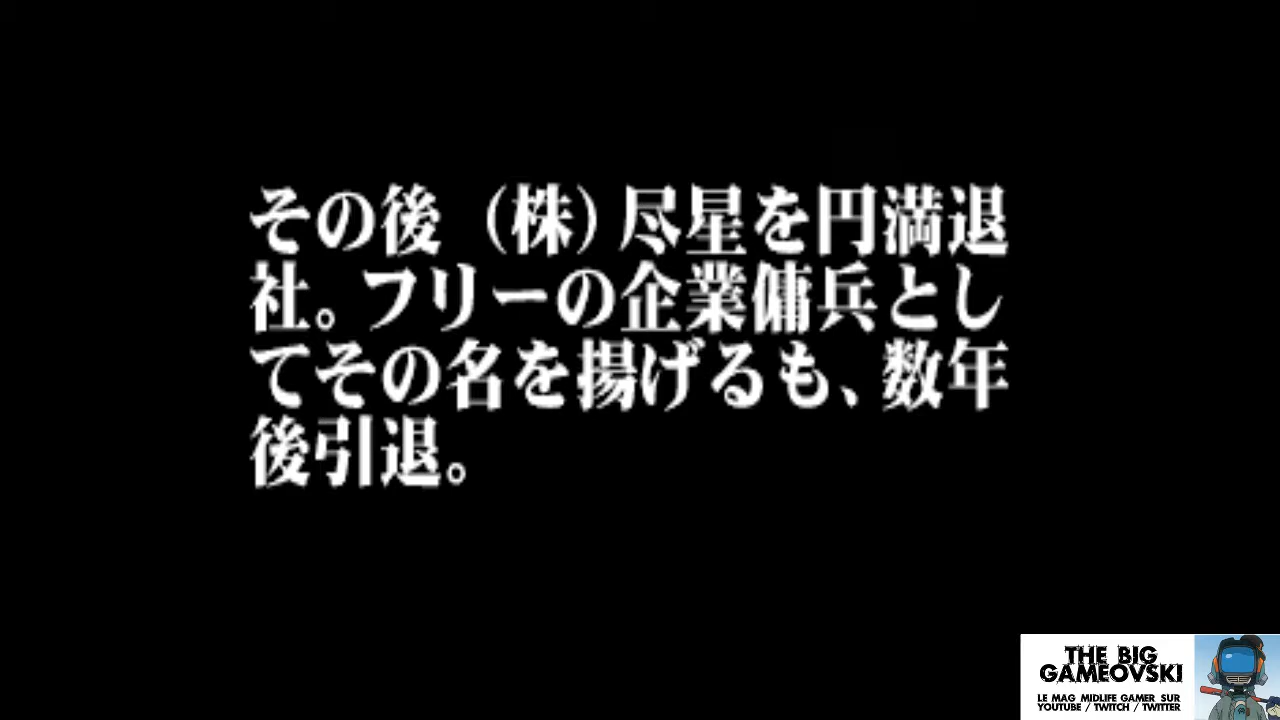 その後（株）尽星を円満退
社。フリーの企業傭兵とし
てその名を揚げるも、数年
後引退。
THE BIG
GAMEOVSKI
LE MAG MIDLIFE GAMER SUR
YOUTUBE / TWITCH / TWITTER